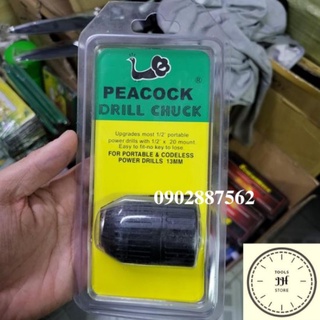 PEACOCK
®
DRILL CHUCK
Upgrades most 1/2' portable
power drills with 1/2' x 20 mount
Easy to fit-no key to lose
FOR PORTABLE & CODELESS
POWER DRILLS 13MM
0902887562
TOOLS
STORE